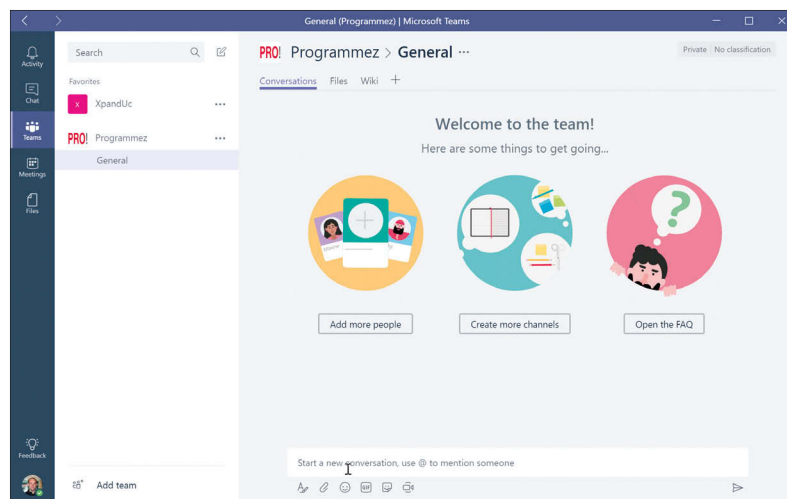 General (Programmez) | Microsoft Teams
Activity
Chat
Teams
Meetings
Files
Feedback
Search
Favorites
X XpandUc ...
PRO! Programmez ...
General
Add team
PRO! Programmez > General ...
Private | No classification
Conversations Files Wiki +
Welcome to the team!
Here are some things to get going...
Add more people
Create more channels
Open the FAQ
Start a new conversation, use @ to mention someone
GIF